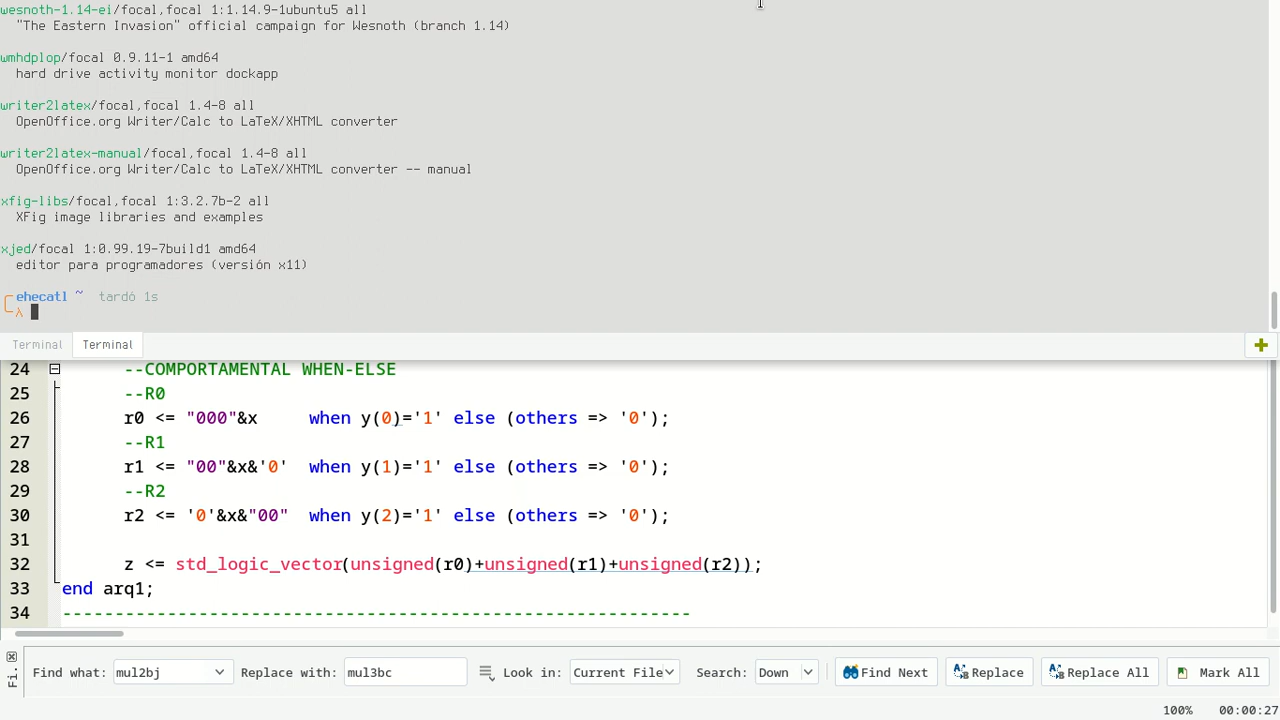 wesnoth-1.14-ei/focal,focal 1:1.14.9-1ubuntu5 all
"The Eastern Invasion" official campaign for Wesnoth (branch 1.14)
wmhdplop/focal 0.9.11-1 amd64
hard drive activity monitor dockapp
writer2latex/focal,focal 1.4-8 all
OpenOffice.org Writer/Calc to LaTeX/XHTML converter
writer2latex-manual/focal,focal 1.4-8 all
OpenOffice.org Writer/Calc to LaTeX/XHTML converter -- manual
xfig-libs/focal,focal 1:3.2.7b-2 all
XFig image libraries and examples
xjed/focal 1:0.99.19-7build1 amd64
editor para programadores (versión x11)
ehecatl ~ tardó 1s
λ
Terminal Terminal
24 --COMPORTAMENTAL WHEN-ELSE
25 --R0
26 r0 <= "000"&x when y(0)='1' else (others => '0');
27 --R1
28 r1 <= "00"&x&'0' when y(1)='1' else (others => '0');
29 --R2
30 r2 <= '0'&x&"00" when y(2)='1' else (others => '0');
31
32 z <= std_logic_vector(unsigned(r0)+unsigned(r1)+unsigned(r2));
33 end arq1;
34 -------------------------------------------------------------
Fi.. Find what: mul2bj Replace with: mul3bc Look in: Current File Search: Down Find Next Replace Replace All Mark All
100% 00:00:27